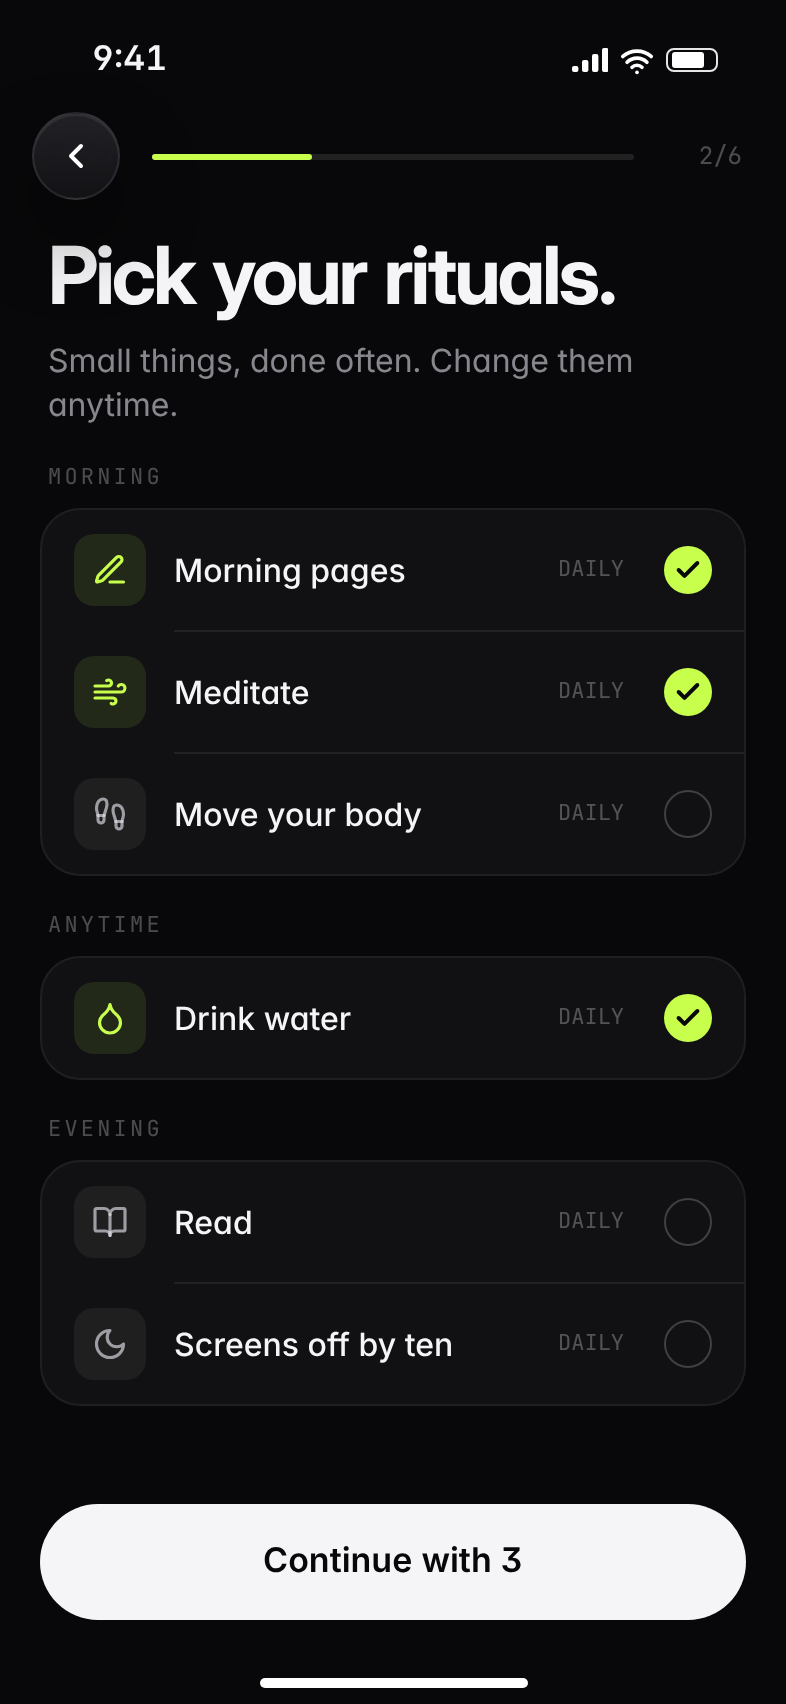 9:41
2/6
Pick your rituals.
Small things, done often. Change them
anytime.
MORNING
Morning pages DAILY
Meditate DAILY
Move your body DAILY
ANYTIME
Drink water DAILY
EVENING
Read DAILY
Screens off by ten DAILY
Continue with 3